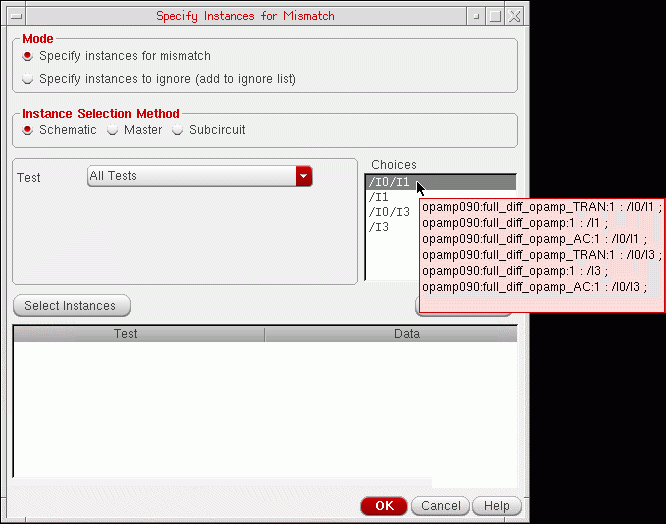 Specify Instances for Mismatch
Mode
Specify instances for mismatch
Specify instances to ignore (add to ignore list)
Instance Selection Method
Schematic
Master
Subcircuit
Test
All Tests
Choices
/I0/I1
/I1
/I0/I3
/I3
opamp090:full_diff_opamp_TRAN:1 : /I0/I1 ;
opamp090:full_diff_opamp:1 : /I1 ;
opamp090:full_diff_opamp_AC:1 : /I0/I1 ;
opamp090:full_diff_opamp_TRAN:1 : /I0/I3 ;
opamp090:full_diff_opamp:1 : /I3 ;
opamp090:full_diff_opamp_AC:1 : /I0/I3 ;
Select Instances
Test
Data
OK
Cancel
Help